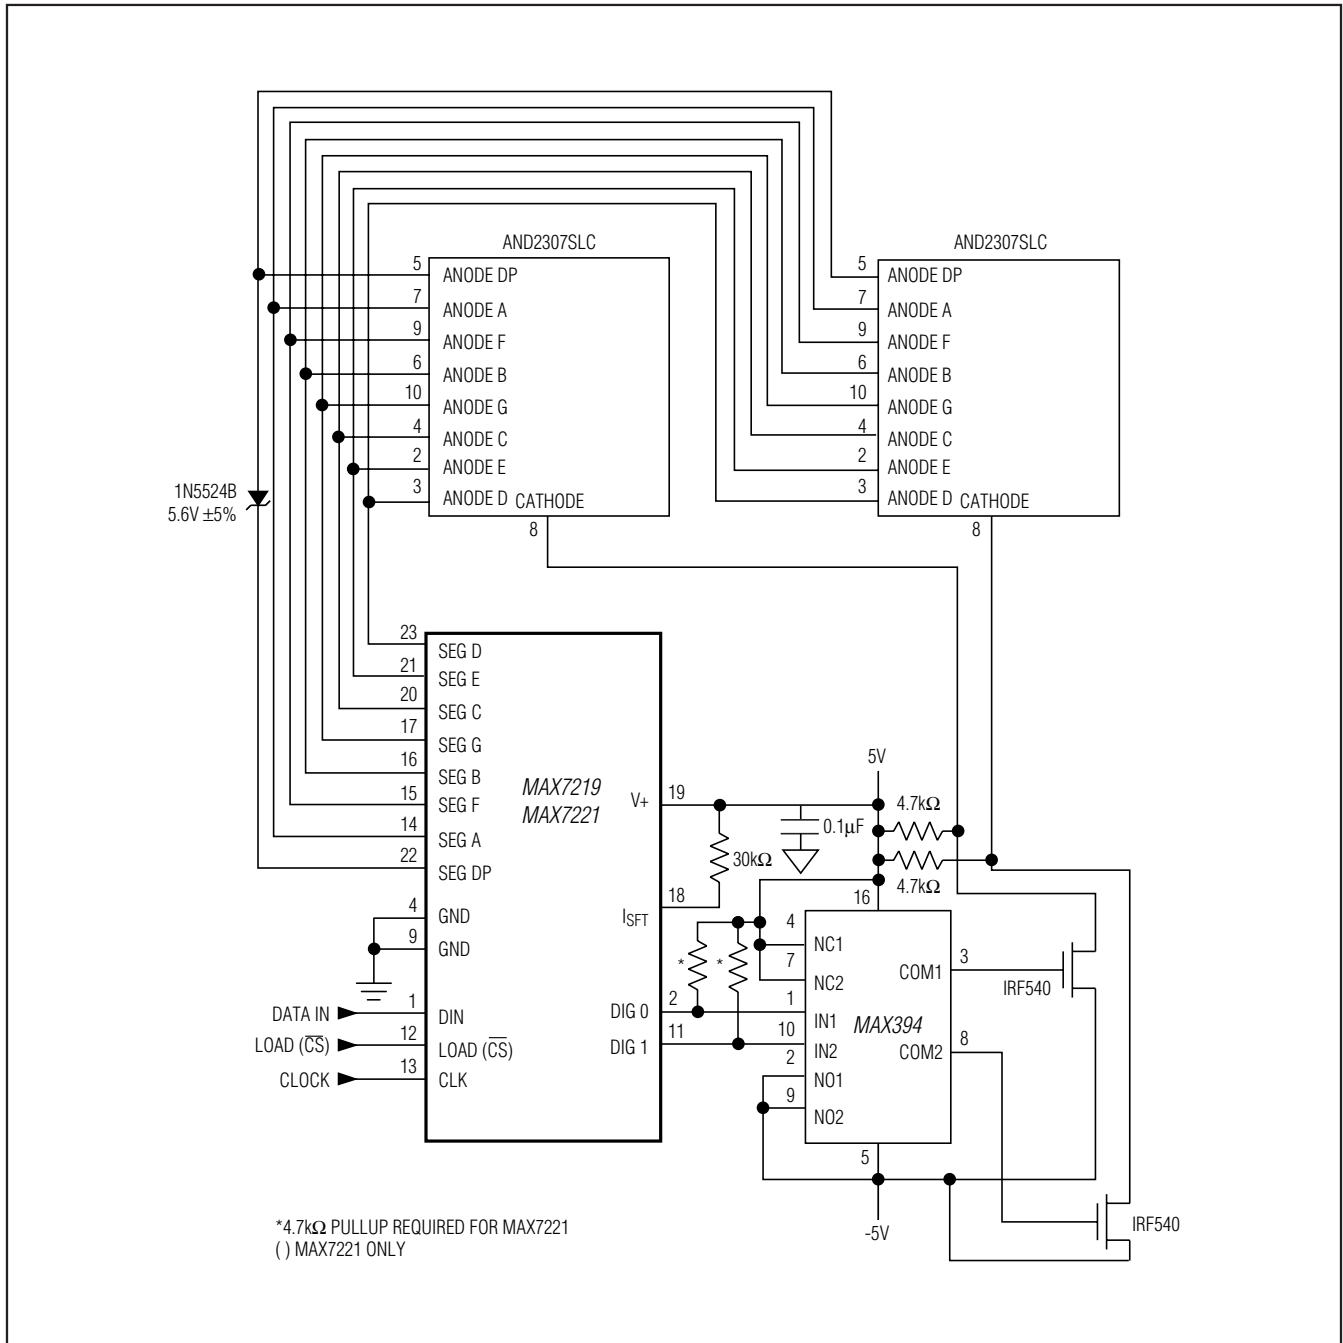 AND2307SLC
5 ANODE DP
7 ANODE A
9 ANODE F
6 ANODE B
10 ANODE G
4 ANODE C
2 ANODE E
3 ANODE D
CATHODE
8
AND2307SLC
5 ANODE DP
7 ANODE A
9 ANODE F
6 ANODE B
10 ANODE G
4 ANODE C
2 ANODE E
3 ANODE D
CATHODE
8
1N5524B
5.6V ±5%
23 SEG D
21 SEG E
20 SEG C
17 SEG G
16 SEG B
15 SEG F
14 SEG A
22 SEG DP
4 GND
9 GND
DATA IN 1 DIN
LOAD (C̅S̅) 12 LOAD (C̅S̅)
CLOCK 13 CLK
MAX7219
MAX7221
V+ 19
ISFT 18
DIG 0 2
DIG 1 11
30kΩ
0.1µF
5V
4.7kΩ
4.7kΩ
*
*
16
4 NC1
7 NC2
1 IN1
10 IN2
2 NO1
9 NO2
MAX394
COM1 3
COM2 8
5
-5V
IRF540
IRF540
*4.7kΩ PULLUP REQUIRED FOR MAX7221
( ) MAX7221 ONLY